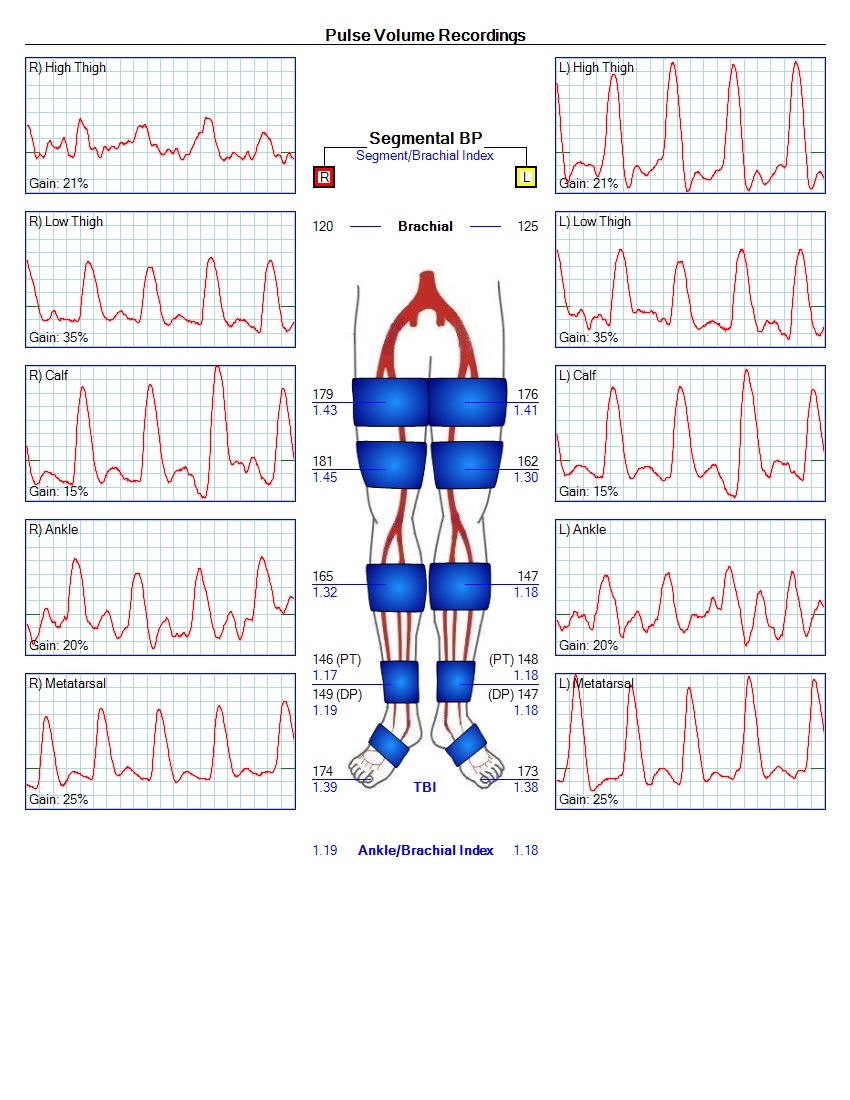 Pulse Volume Recordings
R) High Thigh
Gain: 21%
L) High Thigh
Gain: 21%
Segmental BP
Segment/Brachial Index
R
L
R) Low Thigh
Gain: 35%
120 Brachial 125
L) Low Thigh
Gain: 35%
R) Calf
Gain: 15%
179 176
1.43 1.41
181 162
1.45 1.30
L) Calf
Gain: 15%
R) Ankle
Gain: 20%
165 147
1.32 1.18
L) Ankle
Gain: 20%
146 (PT) (PT) 148
1.17 1.18
149 (DP) (DP) 147
1.19 1.18
R) Metatarsal
Gain: 25%
174 173
1.39 TBI 1.38
L) Metatarsal
Gain: 25%
1.19 Ankle/Brachial Index 1.18